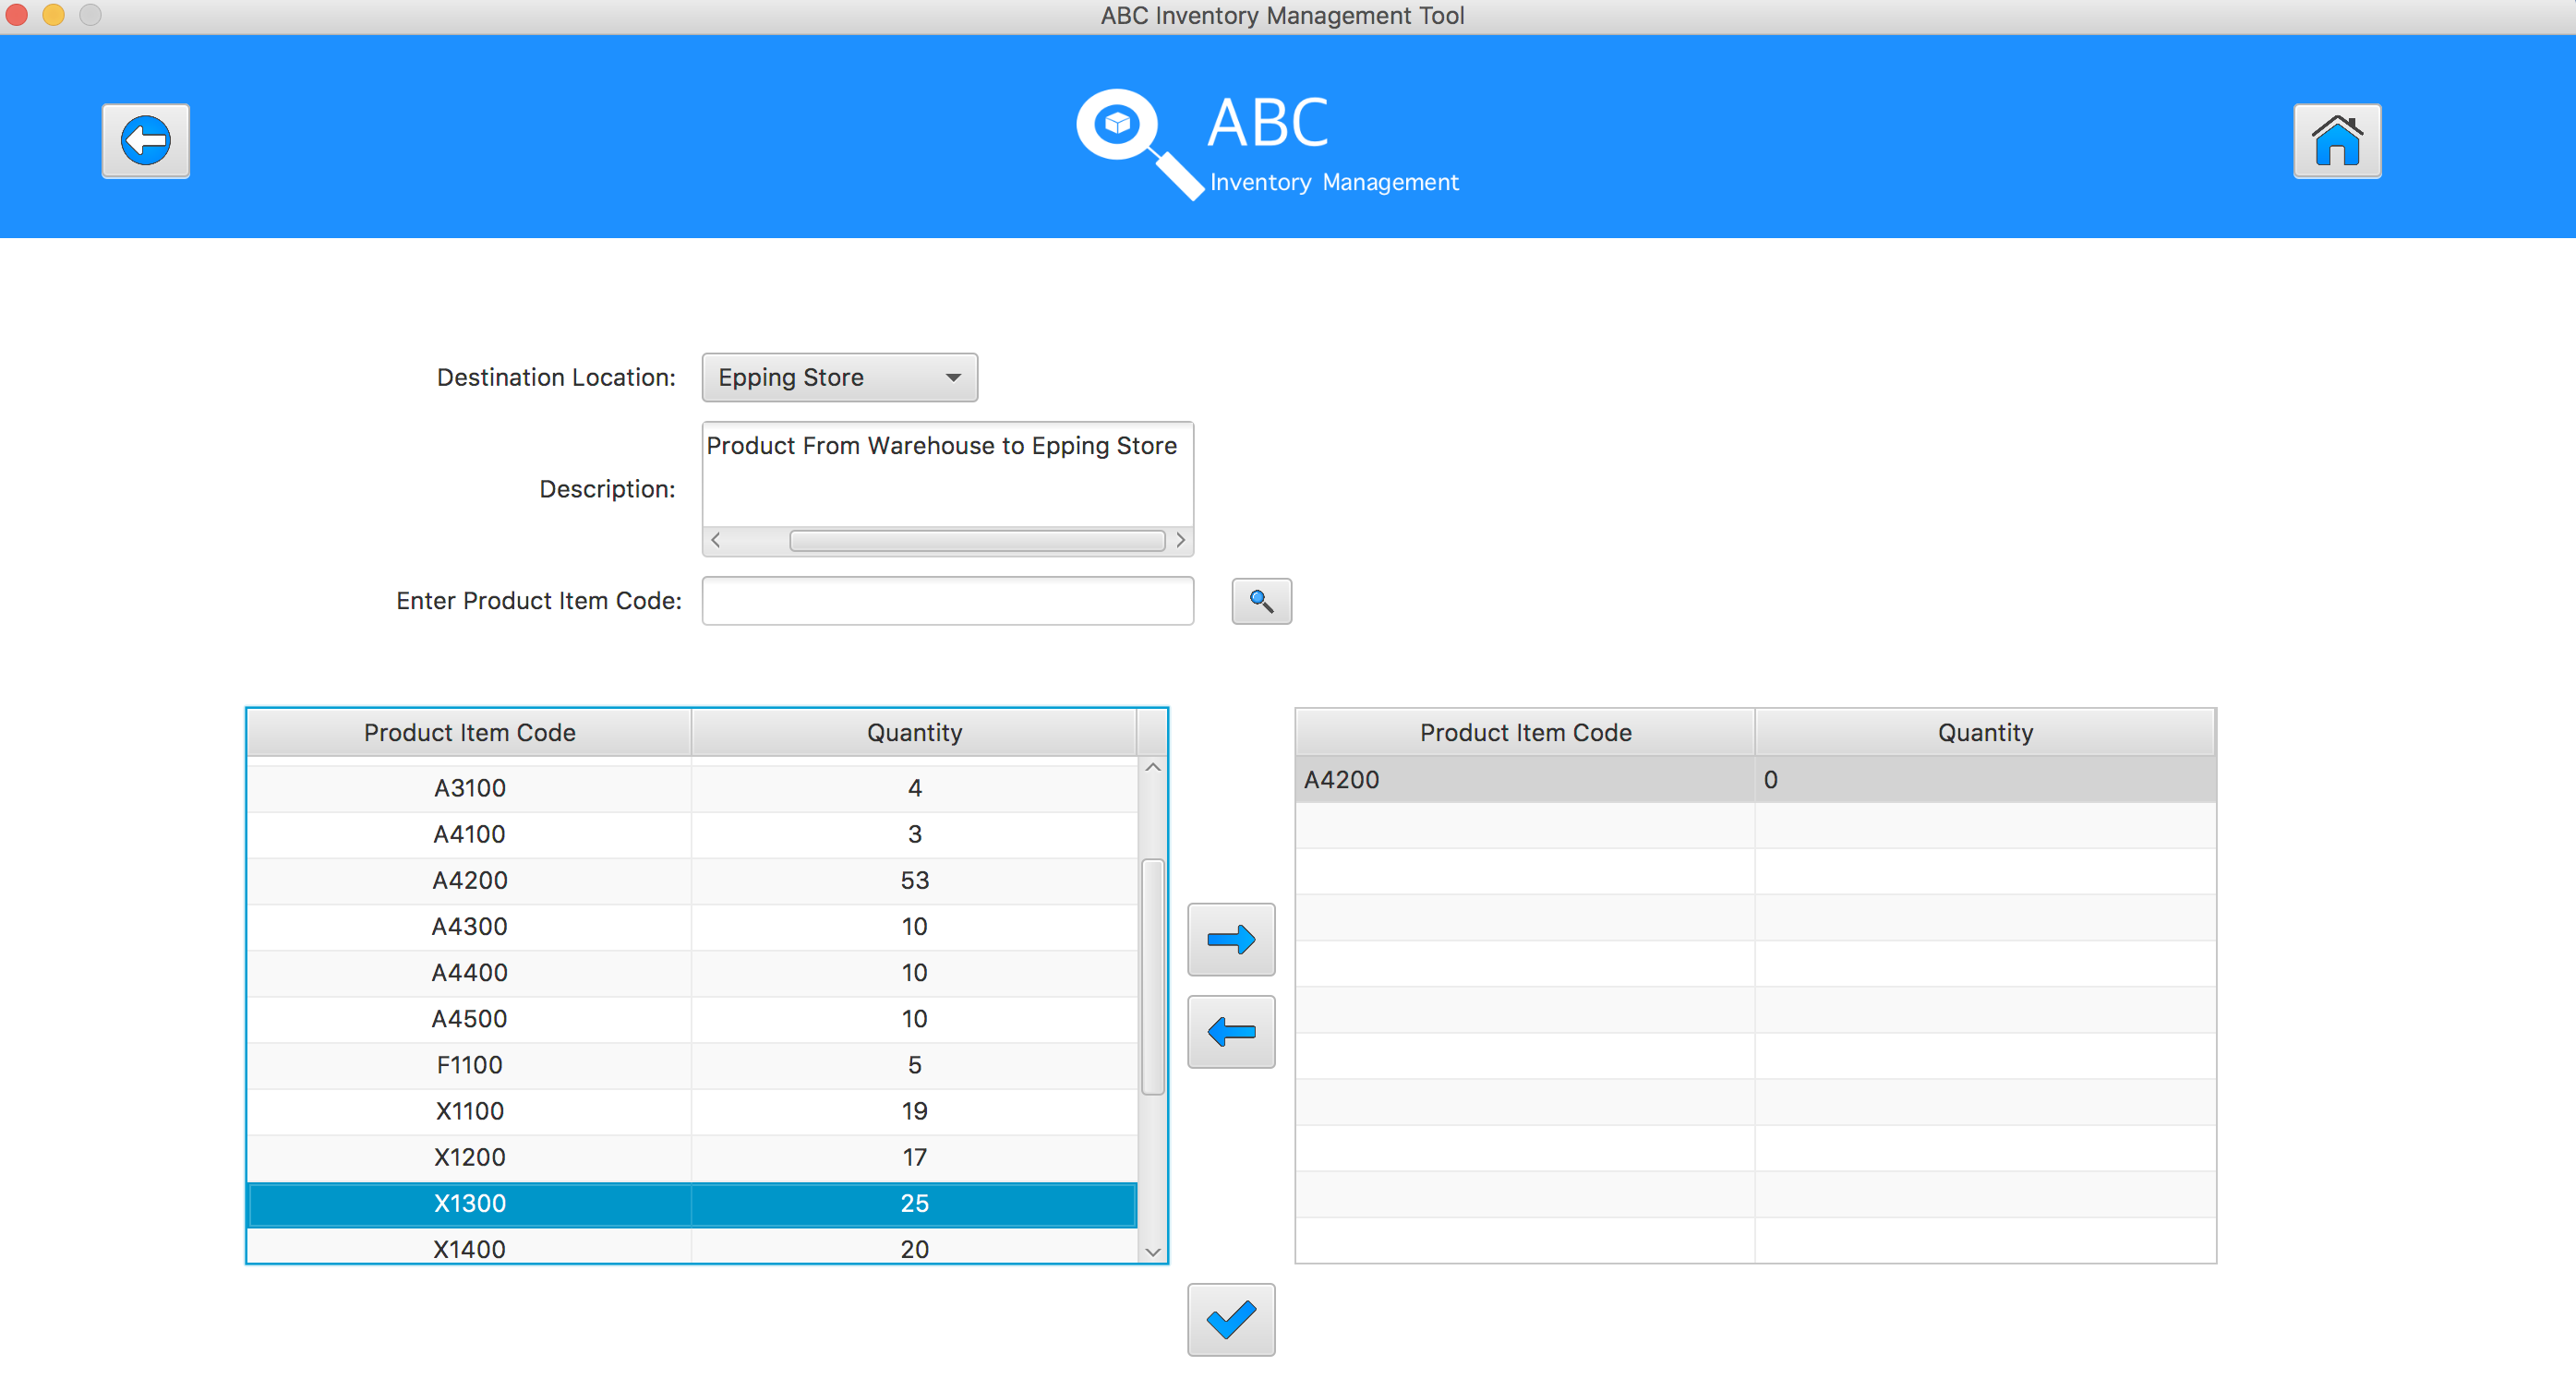 ABC Inventory Management Tool
ABC
Inventory Management
Destination Location: Epping Store
Description: Product From Warehouse to Epping Store
Enter Product Item Code:
Product Item Code Quantity
A3100 4
A4100 3
A4200 53
A4300 10
A4400 10
A4500 10
F1100 5
X1100 19
X1200 17
X1300 25
X1400 20
Product Item Code Quantity
A4200 0